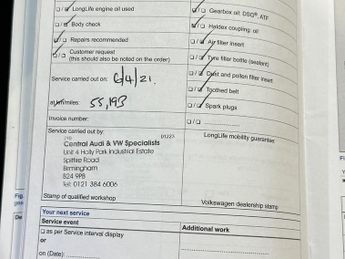 ☐/☑ LongLife engine oil used
☐/☑ Body check
☑/☐ Repairs recommended
☑/☐ Customer request
(this should also be noted on the order)
Service carried out on: 6/4/21.
at km/miles: 55,193
Invoice number:
Service carried out by:
Central Audi & VW Specialists
Unit 4 Holly Park Industrial Estate
Spitfire Road
Birmingham
B24 9PB
Tel: 0121 384 6006
Stamp of qualified workshop
☐/☑ Gearbox oil: DSG®, ATF
☑/☐ Haldex coupling: oil
☐/☑ Air filter insert
☐/☑ Tyre filler bottle (sealant)
☐/☑ Dust and pollen filter insert
☐/☑ Toothed belt
☐/☑ Spark plugs
☐/☐
LongLife mobility guarantee:
Volkswagen dealership stamp
Your next service
Service event
☐ as per Service interval display
or
on (Date):
Additional work
Fig.